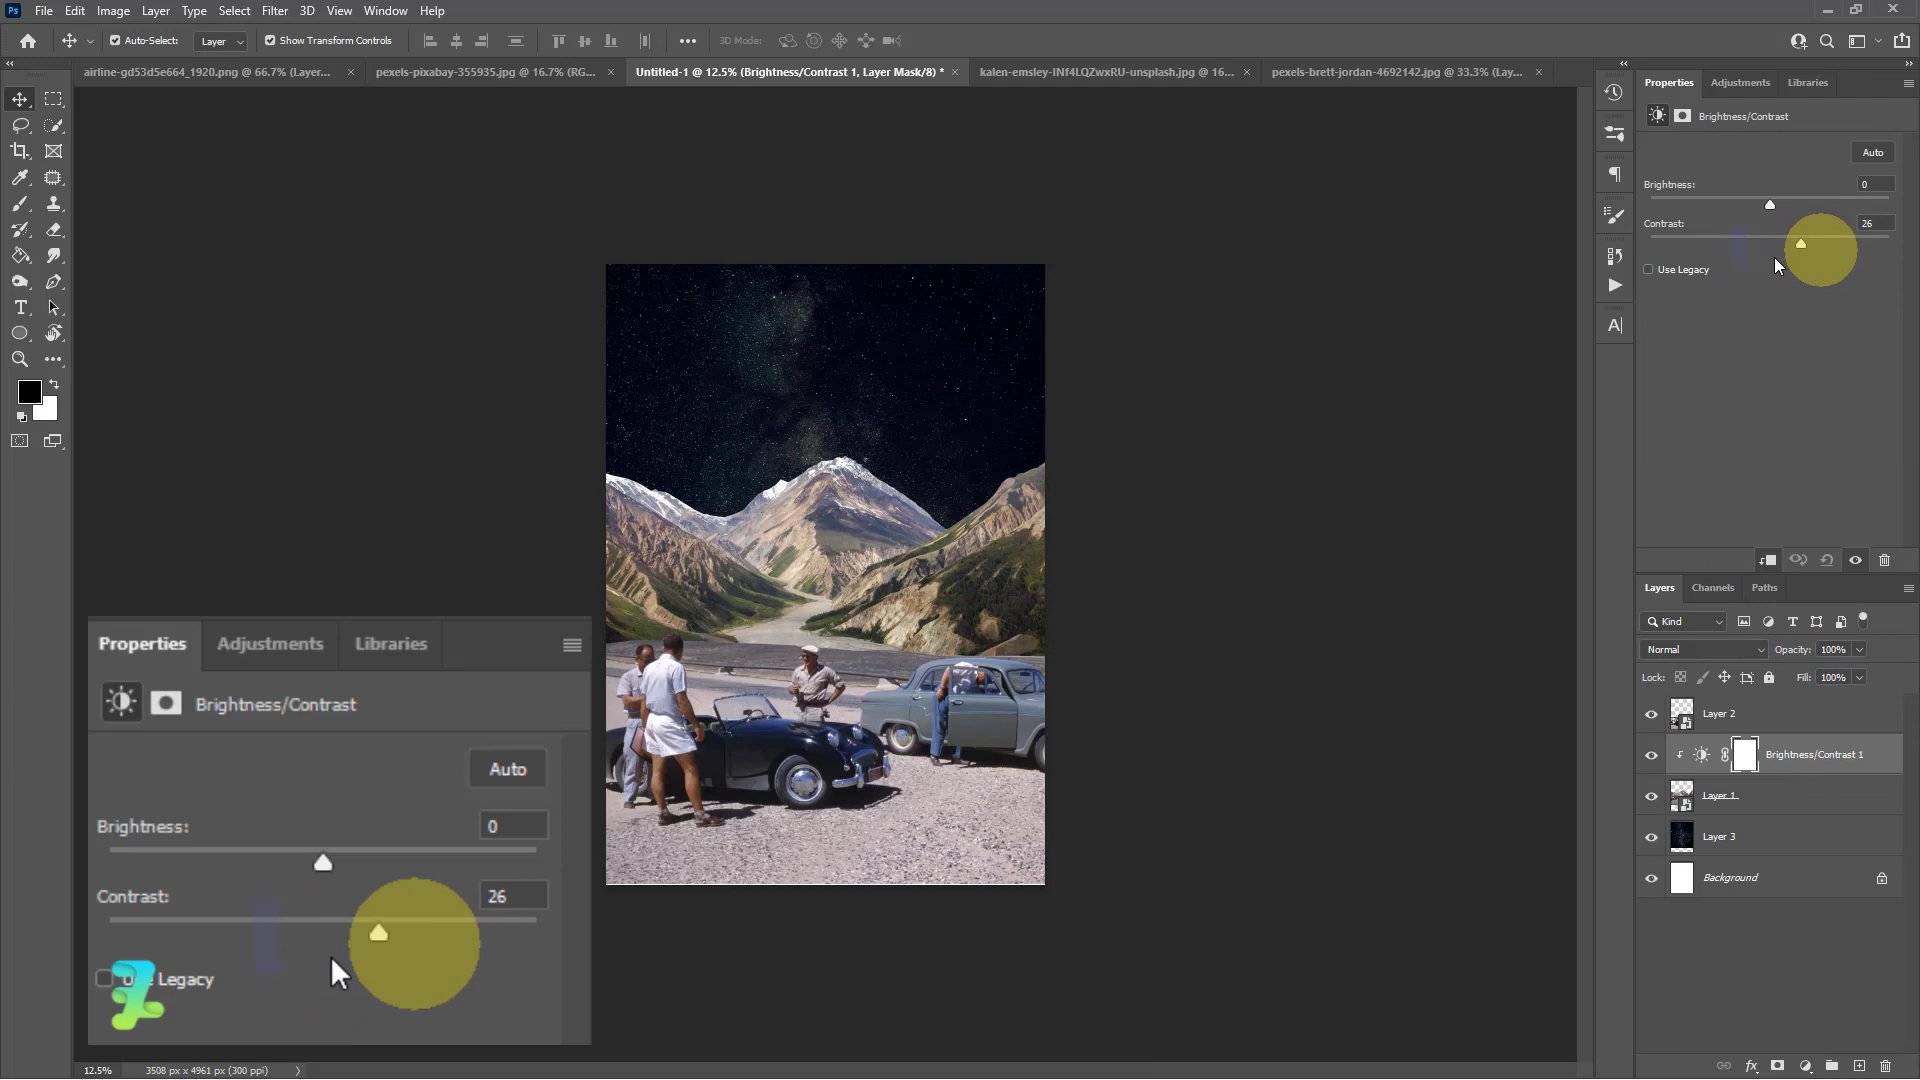 Ps File Edit Image Layer Type Select Filter 3D View Window Help
Auto-Select: Layer Show Transform Controls 3D Mode:
airline-gd53d5e664_1920.png @ 66.7% (Layer... × pexels-pixabay-355935.jpg @ 16.7% (RG... × Untitled-1 @ 12.5% (Brightness/Contrast 1, Layer Mask/8) * × kalen-emsley-INf4LQZwxRU-unsplash.jpg @ 16... × pexels-brett-jordan-4692142.jpg @ 33.3% (Lay... ×
Properties Adjustments Libraries
Brightness/Contrast
Auto
Brightness: 0
Contrast: 26
Use Legacy
Layers Channels Paths
Kind
Normal Opacity: 100%
Lock: Fill: 100%
Layer 2
Brightness/Contrast 1
Layer 1
Layer 3
Background
Properties Adjustments Libraries
Brightness/Contrast
Auto
Brightness: 0
Contrast: 26
Use Legacy
12.5% 3508 px x 4961 px (300 ppi)